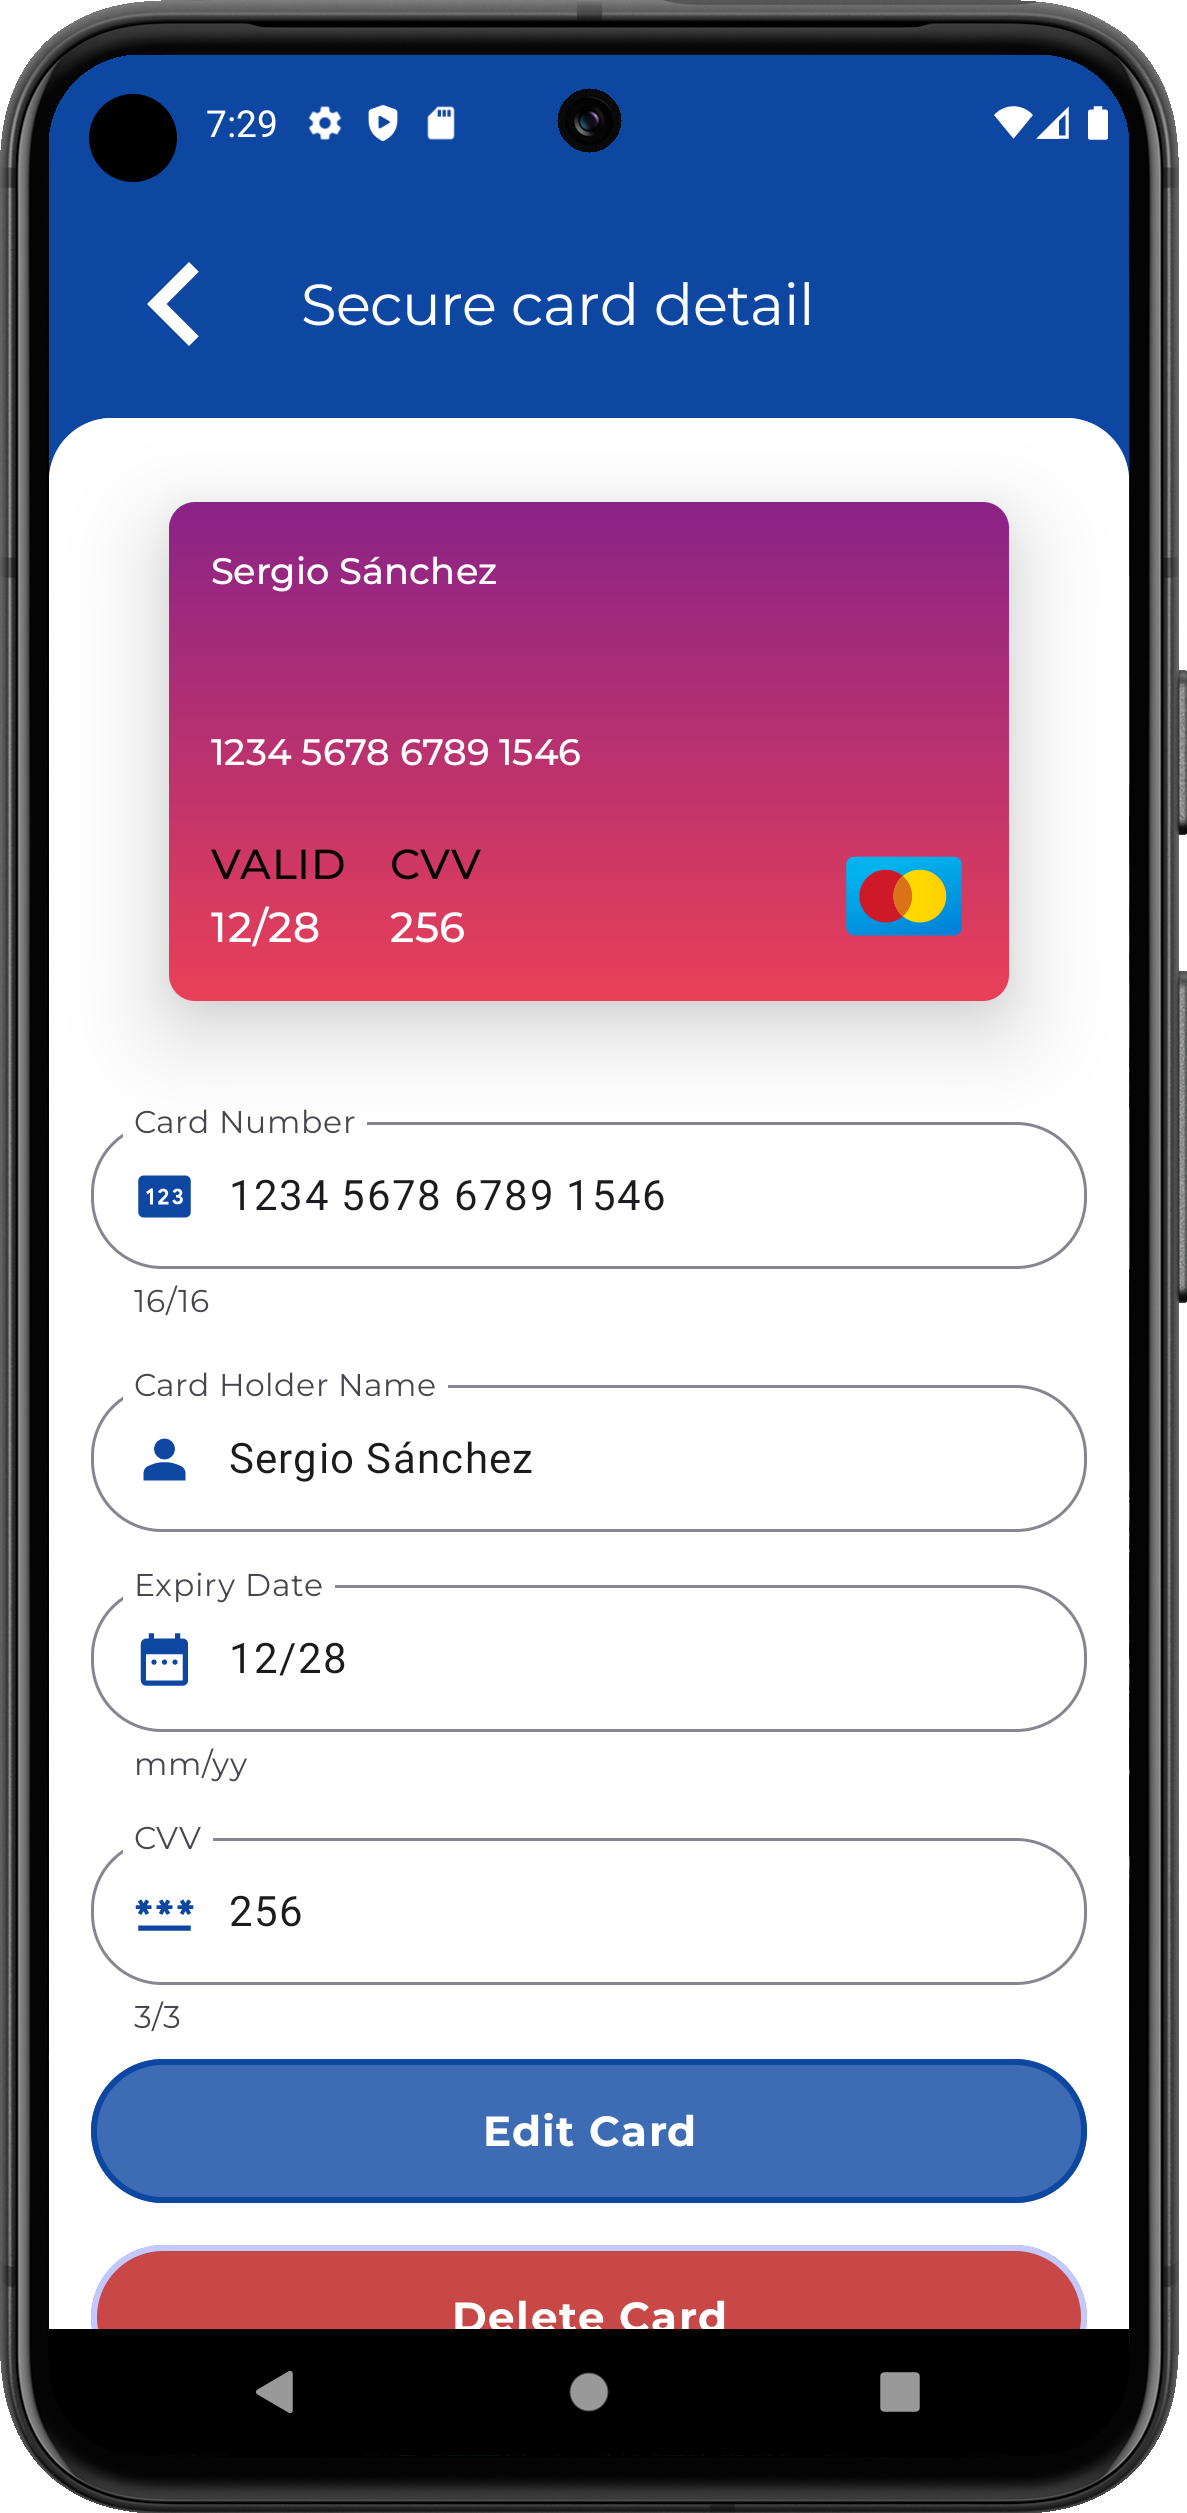 7:29
Secure card detail
Sergio Sánchez
1234 5678 6789 1546
VALID CVV
12/28 256
Card Number
123 1234 5678 6789 1546
16/16
Card Holder Name
Sergio Sánchez
Expiry Date
12/28
mm/yy
CVV
*** 256
3/3
Edit Card
Delete Card